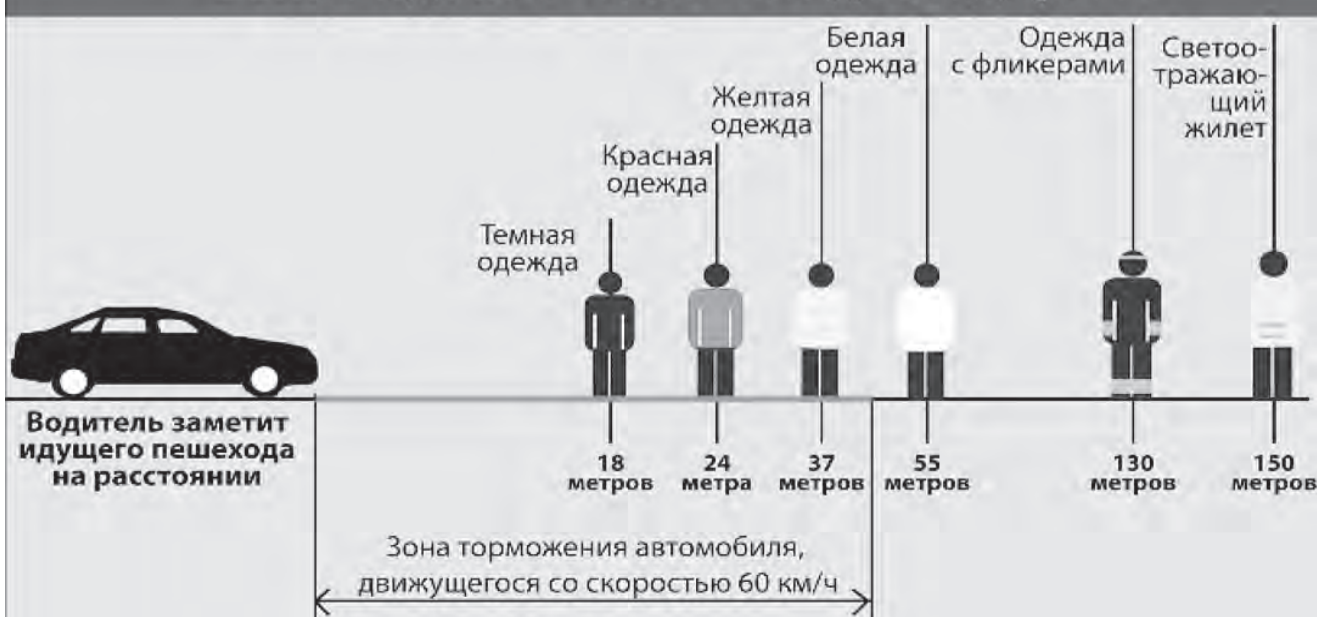 Белая
одежда
Одежда
с фликерами
Светоо-
тражаю-
щий
жилет
Желтая
одежда
Красная
одежда
Темная
одежда
Водитель заметит
идущего пешехода
на расстоянии
18
метров
24
метра
37
метров
55
метров
130
метров
150
метров
Зона торможения автомобиля,
движущегося со скоростью 60 км/ч